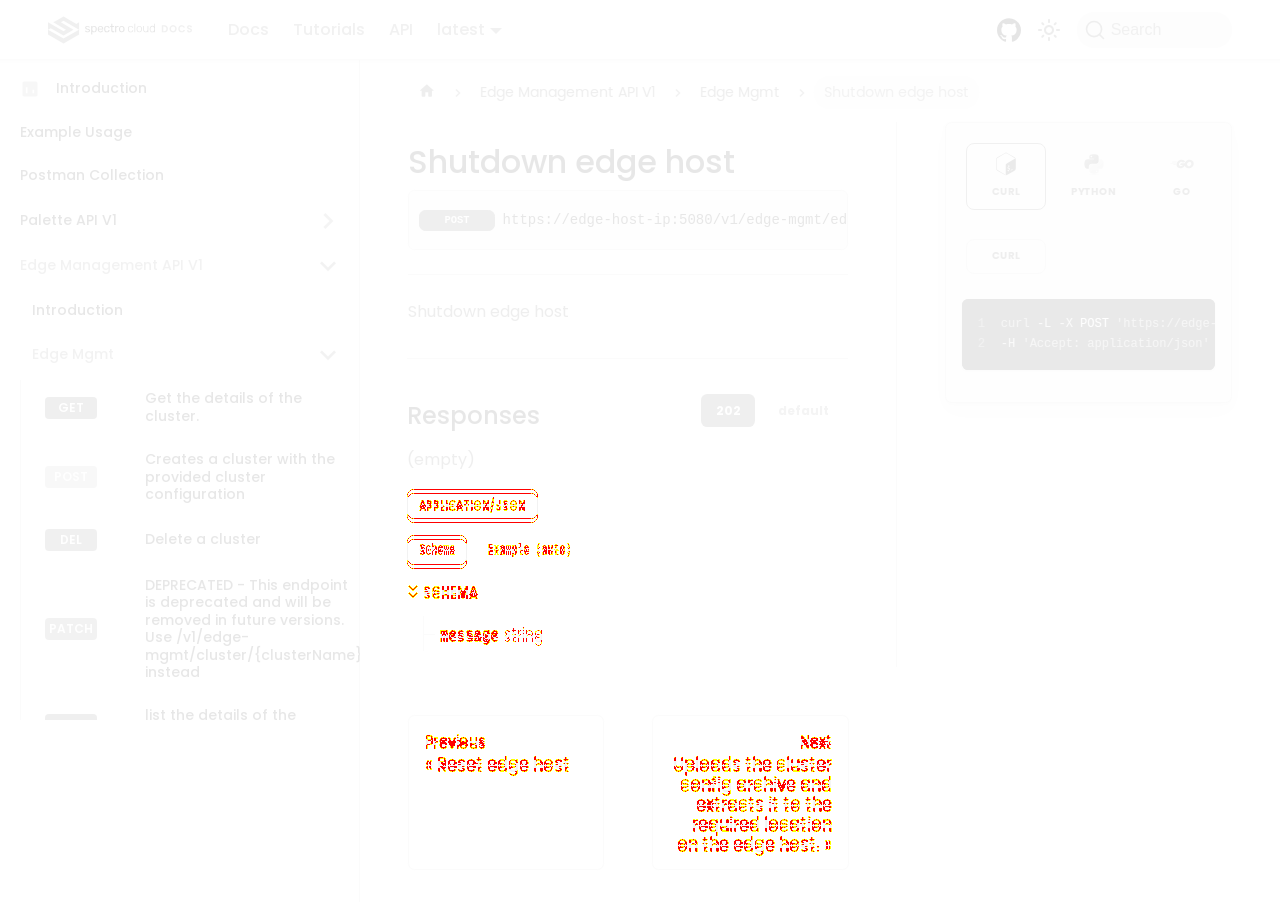 spectro cloud DOCS
Docs
Tutorials
API
latest
Search
Introduction
Example Usage
Postman Collection
Palette API V1
Edge Management API V1
Introduction
Edge Mgmt
GET
Get the details of the
cluster.
POST
Creates a cluster with the
provided cluster
configuration
DEL
Delete a cluster
PATCH
DEPRECATED - This endpoint
is deprecated and will be
removed in future versions.
Use /v1/edge-
mgmt/cluster/{clusterName}
instead
list the details of the
Edge Management API V1
Edge Mgmt
Shutdown edge host
Shutdown edge host
POST
https://edge-host-ip:5080/v1/edge-mgmt/ed
Shutdown edge host
Responses
202
default
(empty)
APPLICATION/JSON
Schema
Example (auto)
SCHEMA
message string
Previous
« Reset edge host
Next
Uploads the cluster
config archive and
extracts it to the
required location
on the edge host. »
CURL
PYTHON
GO
CURL
1 curl -L -X POST 'https://edge-
2 -H 'Accept: application/json'